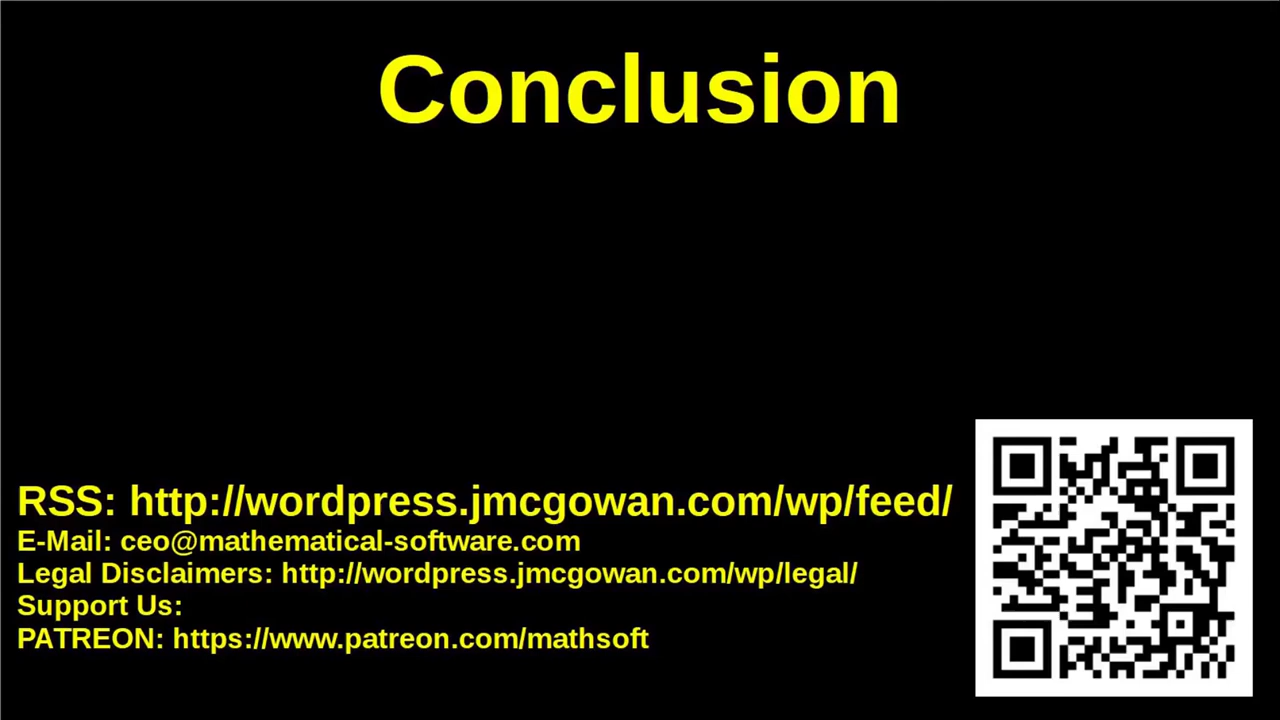 Conclusion
RSS: http://wordpress.jmcgowan.com/wp/feed/
E-Mail: ceo@mathematical-software.com
Legal Disclaimers: http://wordpress.jmcgowan.com/wp/legal/
Support Us:
PATREON: https://www.patreon.com/mathsoft